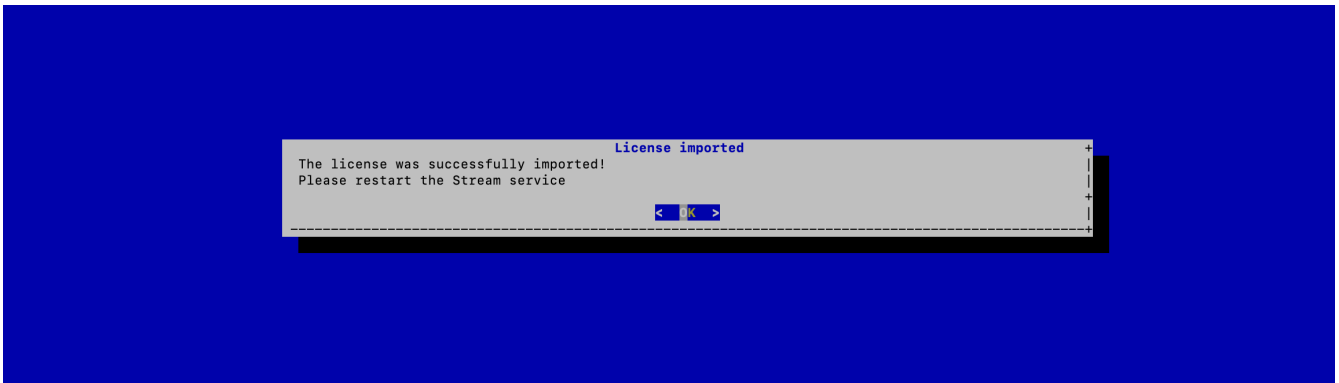 License imported
The license was successfully imported!
Please restart the Stream service
< OK >